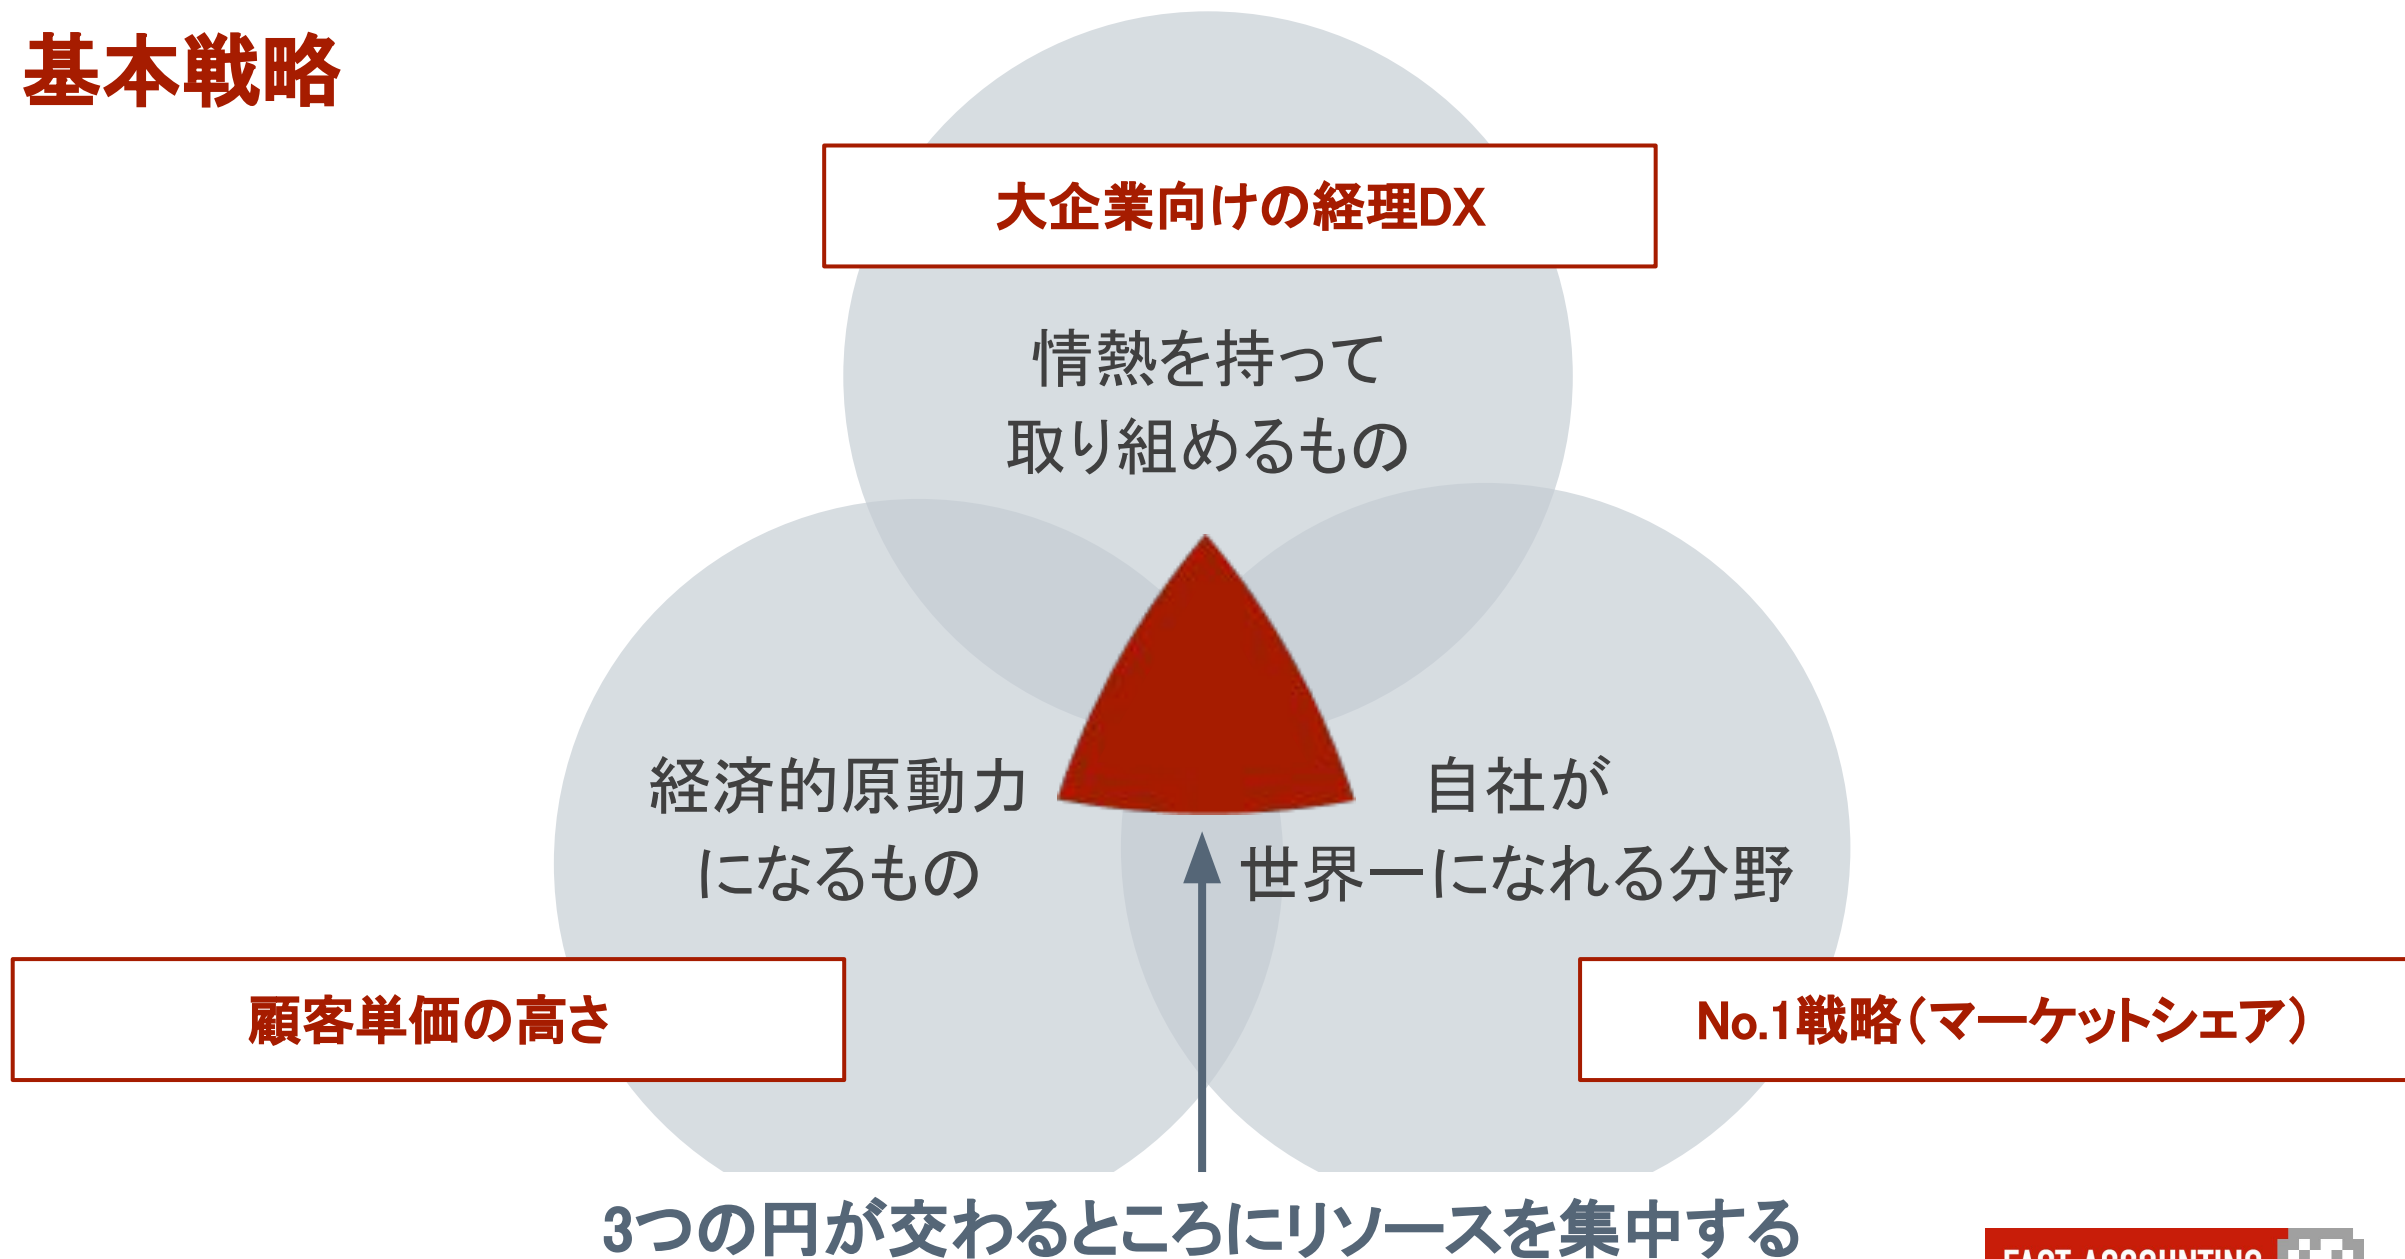 基本戦略
大企業向けの経理DX
情熱を持って
取り組めるもの
経済的原動力
になるもの
自社が
世界一になれる分野
顧客単価の高さ
No.1戦略（マーケットシェア）
3つの円が交わるところにリソースを集中する
FAST ACCOUNTING